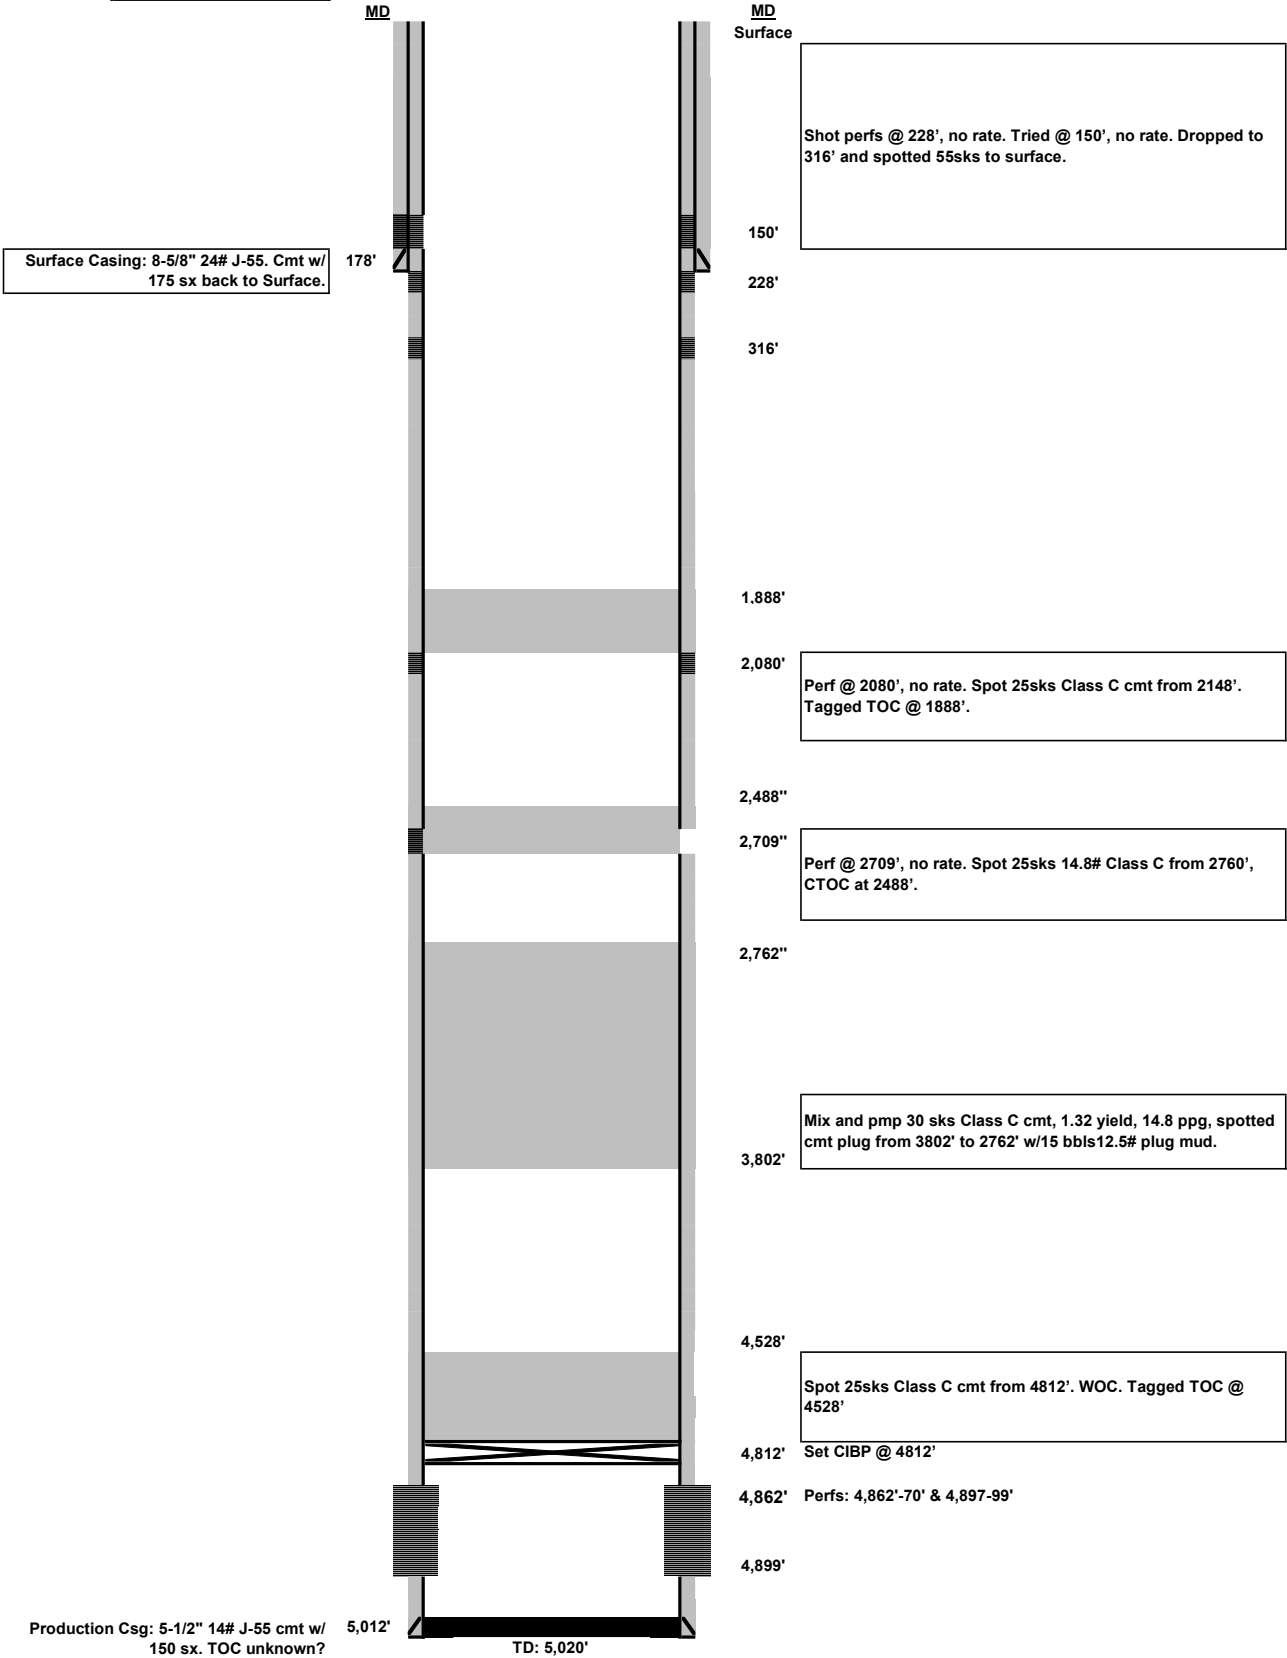 MD
MD
Surface
Shot perfs @ 228’, no rate. Tried @ 150’, no rate. Dropped to
316’ and spotted 55sks to surface.
150'
Surface Casing: 8-5/8" 24# J-55. Cmt w/
175 sx back to Surface.
178'
228'
316'
1,888'
2,080'
Perf @ 2080’, no rate. Spot 25sks Class C cmt from 2148’.
Tagged TOC @ 1888’.
2,488"
2,709"
Perf @ 2709’, no rate. Spot 25sks 14.8# Class C from 2760’,
CTOC at 2488’.
2,762"
Mix and pmp 30 sks Class C cmt, 1.32 yield, 14.8 ppg, spotted
cmt plug from 3802' to 2762' w/15 bbls12.5# plug mud.
3,802'
4,528'
Spot 25sks Class C cmt from 4812’. WOC. Tagged TOC @
4528’
4,812' Set CIBP @ 4812’
4,862' Perfs: 4,862'-70' & 4,897-99'
4,899'
Production Csg: 5-1/2" 14# J-55 cmt w/
150 sx. TOC unknown?
5,012'
TD: 5,020'